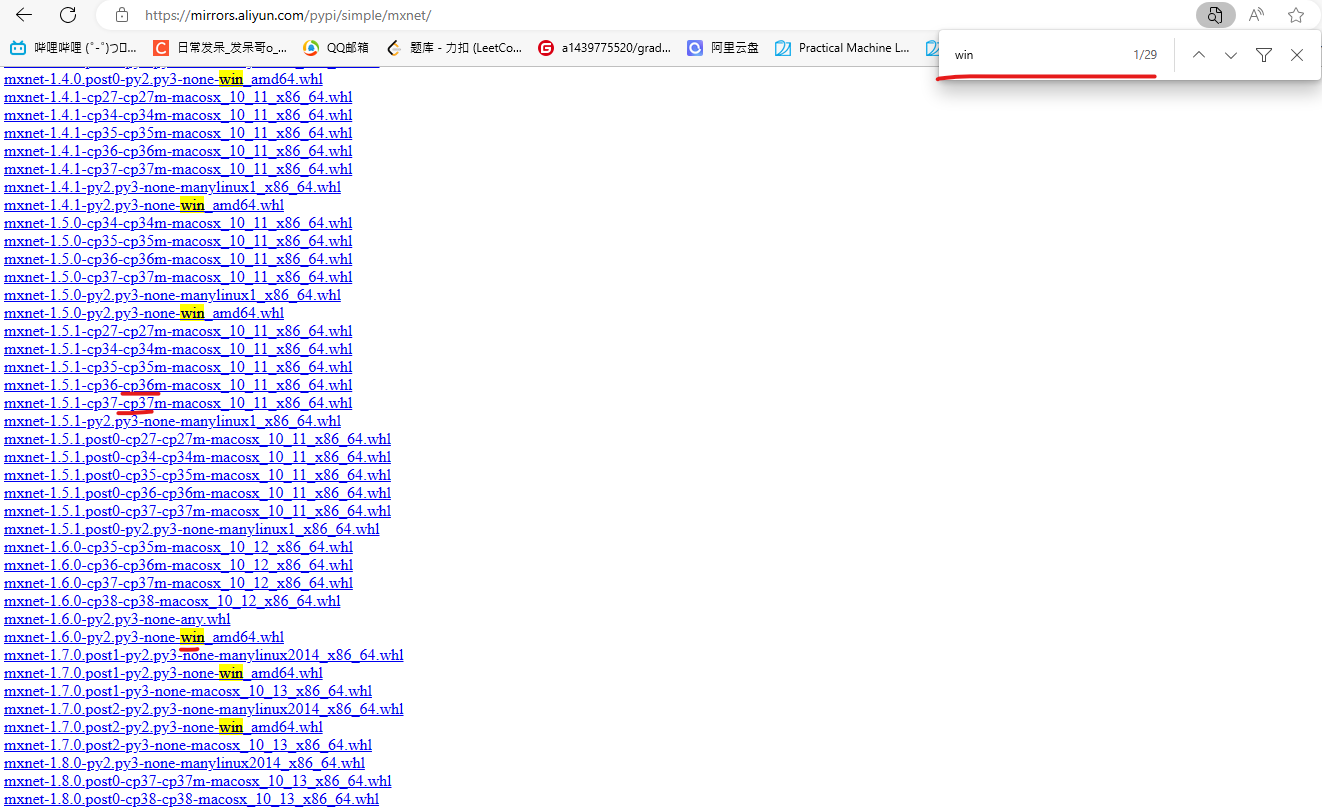 https://mirrors.aliyun.com/pypi/simple/mxnet/
日常发呆_发呆哥o_...
QQ邮箱
题库 - 力扣 (LeetCo...
a1439775520/grad...
阿里云盘
Practical Machine L...
win
1/29
mxnet-1.4.0.post0-py2.py3-none-win_amd64.whl
mxnet-1.4.1-cp27-cp27m-macosx_10_11_x86_64.whl
mxnet-1.4.1-cp34-cp34m-macosx_10_11_x86_64.whl
mxnet-1.4.1-cp35-cp35m-macosx_10_11_x86_64.whl
mxnet-1.4.1-cp36-cp36m-macosx_10_11_x86_64.whl
mxnet-1.4.1-cp37-cp37m-macosx_10_11_x86_64.whl
mxnet-1.4.1-py2.py3-none-manylinux1_x86_64.whl
mxnet-1.4.1-py2.py3-none-win_amd64.whl
mxnet-1.5.0-cp34-cp34m-macosx_10_11_x86_64.whl
mxnet-1.5.0-cp35-cp35m-macosx_10_11_x86_64.whl
mxnet-1.5.0-cp36-cp36m-macosx_10_11_x86_64.whl
mxnet-1.5.0-cp37-cp37m-macosx_10_11_x86_64.whl
mxnet-1.5.0-py2.py3-none-manylinux1_x86_64.whl
mxnet-1.5.0-py2.py3-none-win_amd64.whl
mxnet-1.5.1-cp27-cp27m-macosx_10_11_x86_64.whl
mxnet-1.5.1-cp34-cp34m-macosx_10_11_x86_64.whl
mxnet-1.5.1-cp35-cp35m-macosx_10_11_x86_64.whl
mxnet-1.5.1-cp36-cp36m-macosx_10_11_x86_64.whl
mxnet-1.5.1-cp37-cp37m-macosx_10_11_x86_64.whl
mxnet-1.5.1-py2.py3-none-manylinux1_x86_64.whl
mxnet-1.5.1.post0-cp27-cp27m-macosx_10_11_x86_64.whl
mxnet-1.5.1.post0-cp34-cp34m-macosx_10_11_x86_64.whl
mxnet-1.5.1.post0-cp35-cp35m-macosx_10_11_x86_64.whl
mxnet-1.5.1.post0-cp36-cp36m-macosx_10_11_x86_64.whl
mxnet-1.5.1.post0-cp37-cp37m-macosx_10_11_x86_64.whl
mxnet-1.5.1.post0-py2.py3-none-manylinux1_x86_64.whl
mxnet-1.6.0-cp35-cp35m-macosx_10_12_x86_64.whl
mxnet-1.6.0-cp36-cp36m-macosx_10_12_x86_64.whl
mxnet-1.6.0-cp37-cp37m-macosx_10_12_x86_64.whl
mxnet-1.6.0-cp38-cp38-macosx_10_12_x86_64.whl
mxnet-1.6.0-py2.py3-none-any.whl
mxnet-1.6.0-py2.py3-none-win_amd64.whl
mxnet-1.7.0.post1-py2.py3-none-manylinux2014_x86_64.whl
mxnet-1.7.0.post1-py2.py3-none-win_amd64.whl
mxnet-1.7.0.post1-py3-none-macosx_10_13_x86_64.whl
mxnet-1.7.0.post2-py2.py3-none-manylinux2014_x86_64.whl
mxnet-1.7.0.post2-py2.py3-none-win_amd64.whl
mxnet-1.7.0.post2-py3-none-macosx_10_13_x86_64.whl
mxnet-1.8.0-py2.py3-none-manylinux2014_x86_64.whl
mxnet-1.8.0.post0-cp37-cp37m-macosx_10_13_x86_64.whl
mxnet-1.8.0.post0-cp38-cp38-macosx_10_13_x86_64.whl